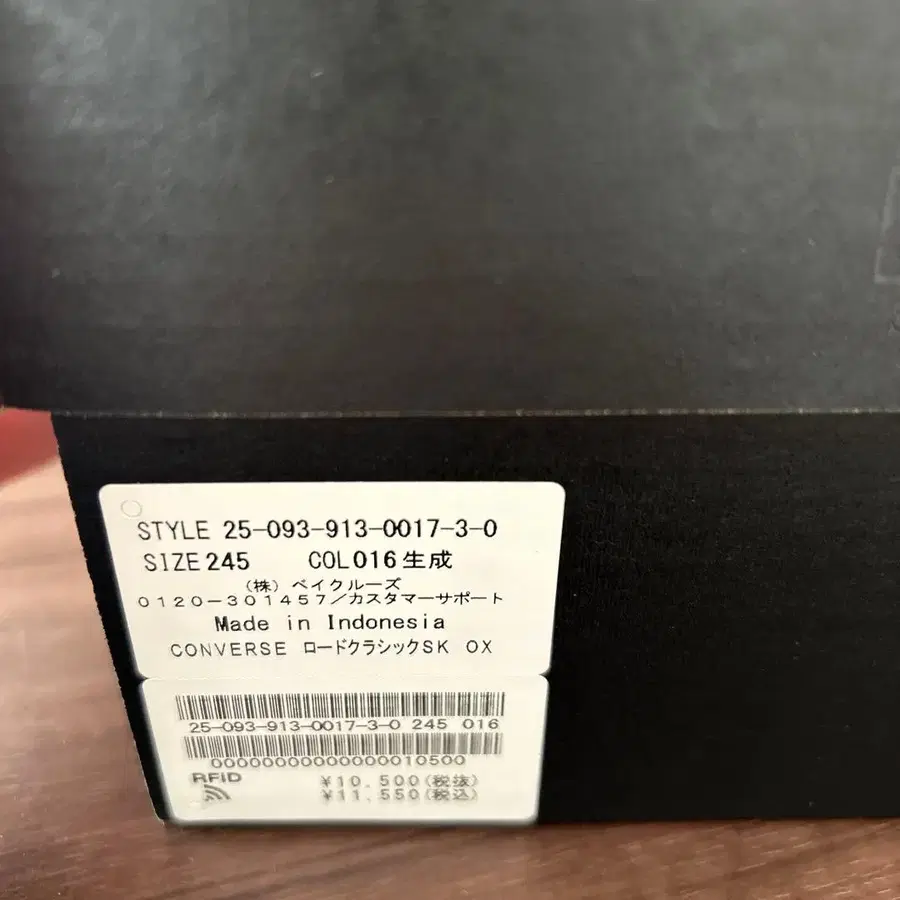 STYLE 25-093-913-0017-3-0
SIZE 245 COL 016 生成
(株) ベイクルーズ
0120-301457/カスタマーサポート
Made in Indonesia
CONVERSE ロードクラシックSK OX
25-093-913-0017-3-0 245 016
0000000000000000010500
RFID
¥10,500(税抜)
¥11,550(税込)